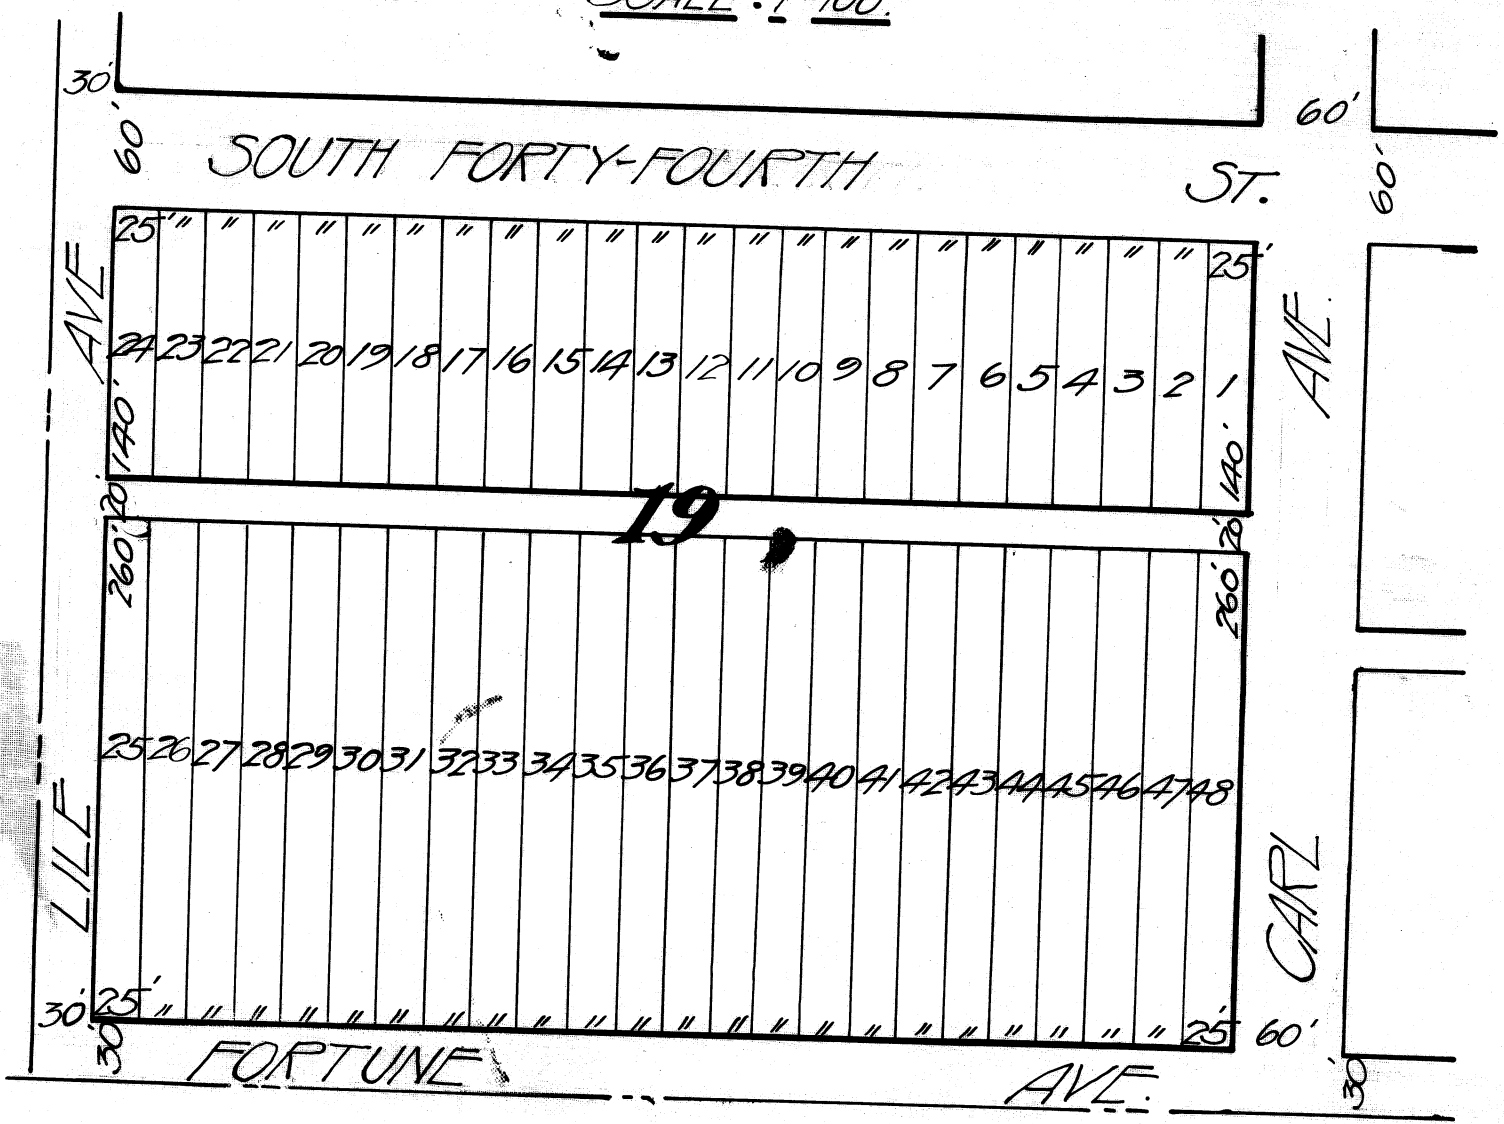 SCALE : 1"=100'.
30' 60'
60' SOUTH FORTY-FOURTH ST. 60'
25' " " " " " " " " " " " " " " " " " " " " " " 25'
24 23 22 21 20 19 18 17 16 15 14 13 12 11 10 9 8 7 6 5 4 3 2 1
140' 140'
20' 19 20'
260' 260'
25 26 27 28 29 30 31 32 33 34 35 36 37 38 39 40 41 42 43 44 45 46 47 48
LILE AVE
CARL AVE.
30' 25' " " " " " " " " " " " " " " " " " " " " " " 25' 60'
30' FORTUNE AVE. 30'